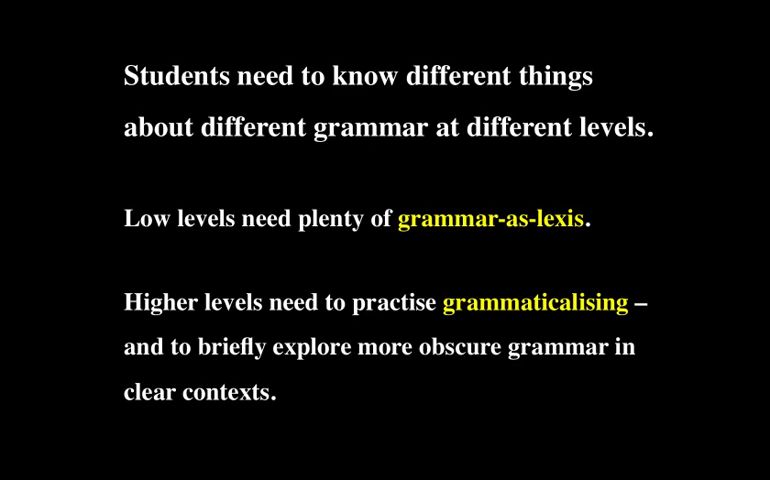 Students need to know different things
about different grammar at different levels.
Low levels need plenty of grammar-as-lexis.
Higher levels need to practise grammaticalising –
and to briefly explore more obscure grammar in
clear contexts.